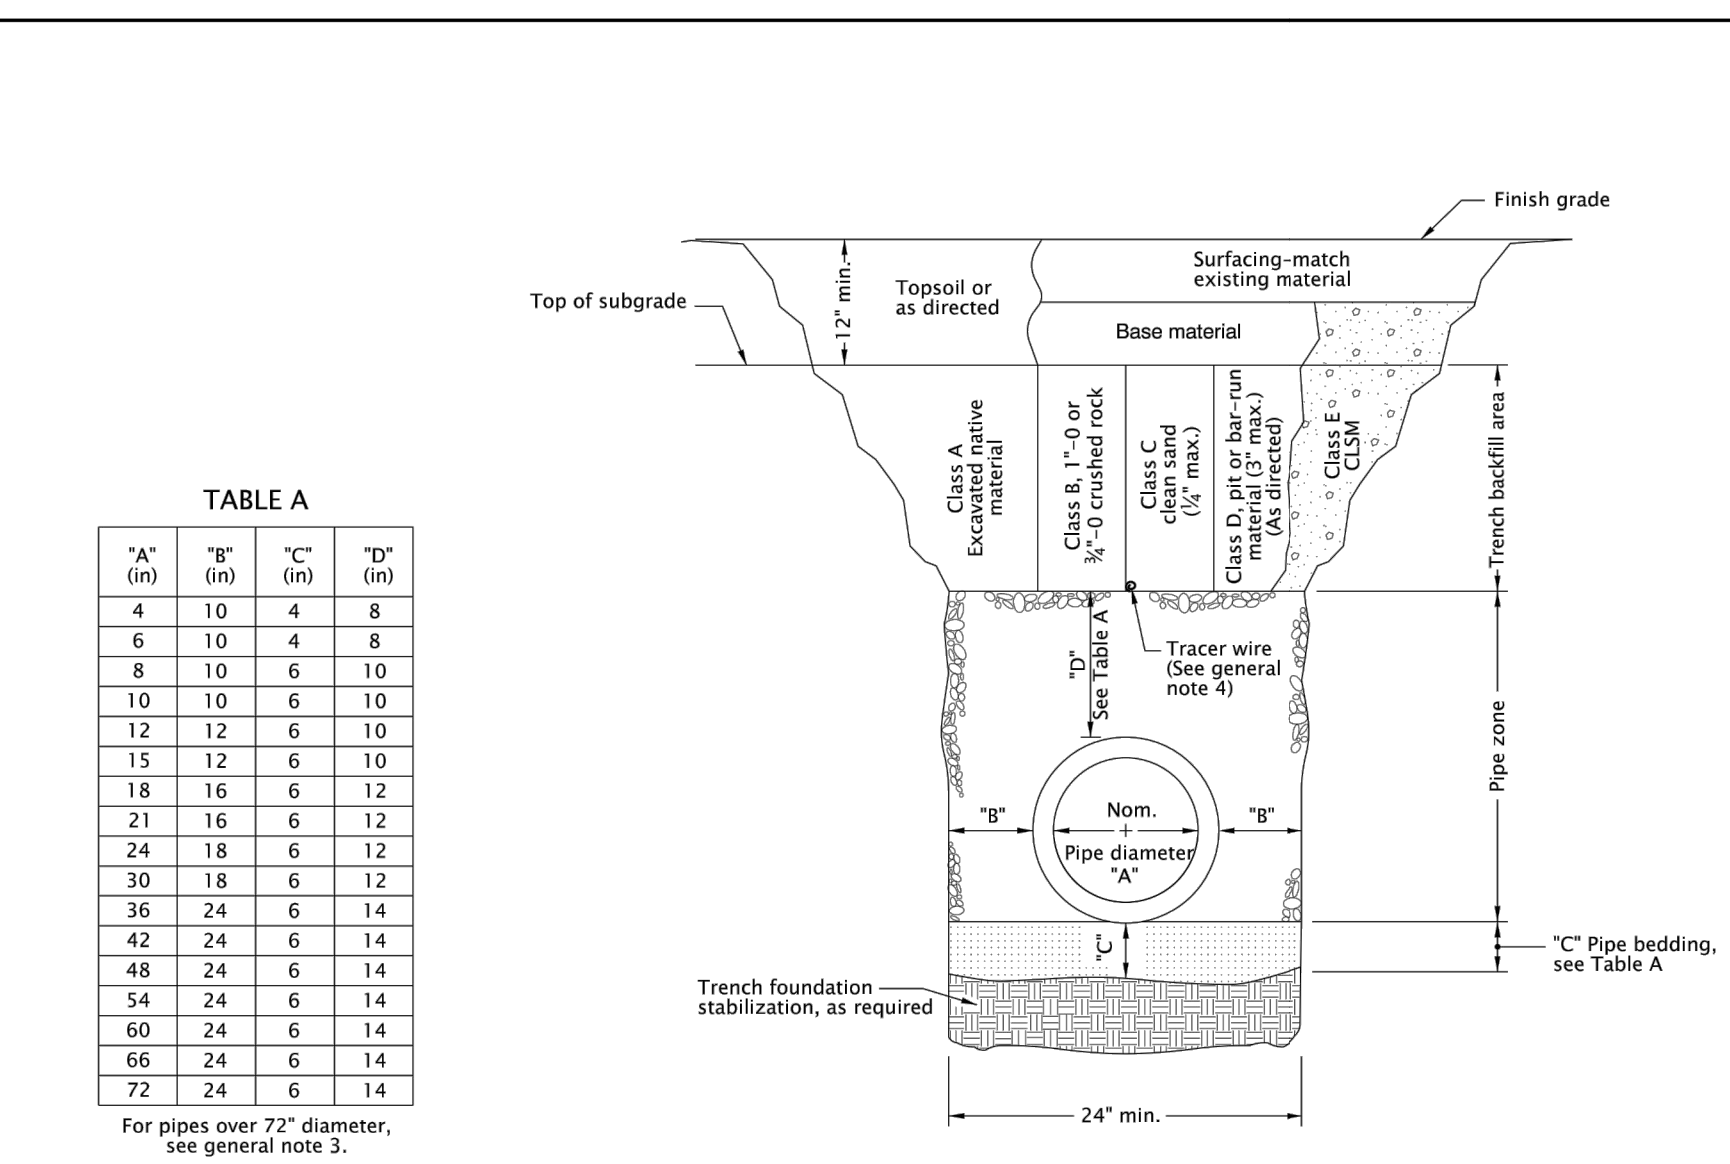 Finish grade
Surfacing-match
existing material
12" min.
Topsoil or
as directed
Top of subgrade
Base material
Class A
Excavated native
material
Class B, 1"-0 or
¾"-0 crushed rock
Class C
clean sand
(¼" max.)
Class D, pit or bar-run
material (3" max.)
(As directed)
Class E
CLSM
Trench backfill area
TABLE A
"A" "B" "C" "D"
(in) (in) (in) (in)
4 10 4 8
6 10 4 8
8 10 6 10
10 10 6 10
12 12 6 10
15 12 6 10
18 16 6 12
21 16 6 12
24 18 6 12
30 18 6 12
36 24 6 14
42 24 6 14
48 24 6 14
54 24 6 14
60 24 6 14
66 24 6 14
72 24 6 14
For pipes over 72" diameter,
see general note 3.
"D"
See Table A
Tracer wire
(See general
note 4)
Pipe zone
"B"
Nom.
Pipe diameter
"A"
"B"
"C"
"C" Pipe bedding,
see Table A
Trench foundation
stabilization, as required
24" min.